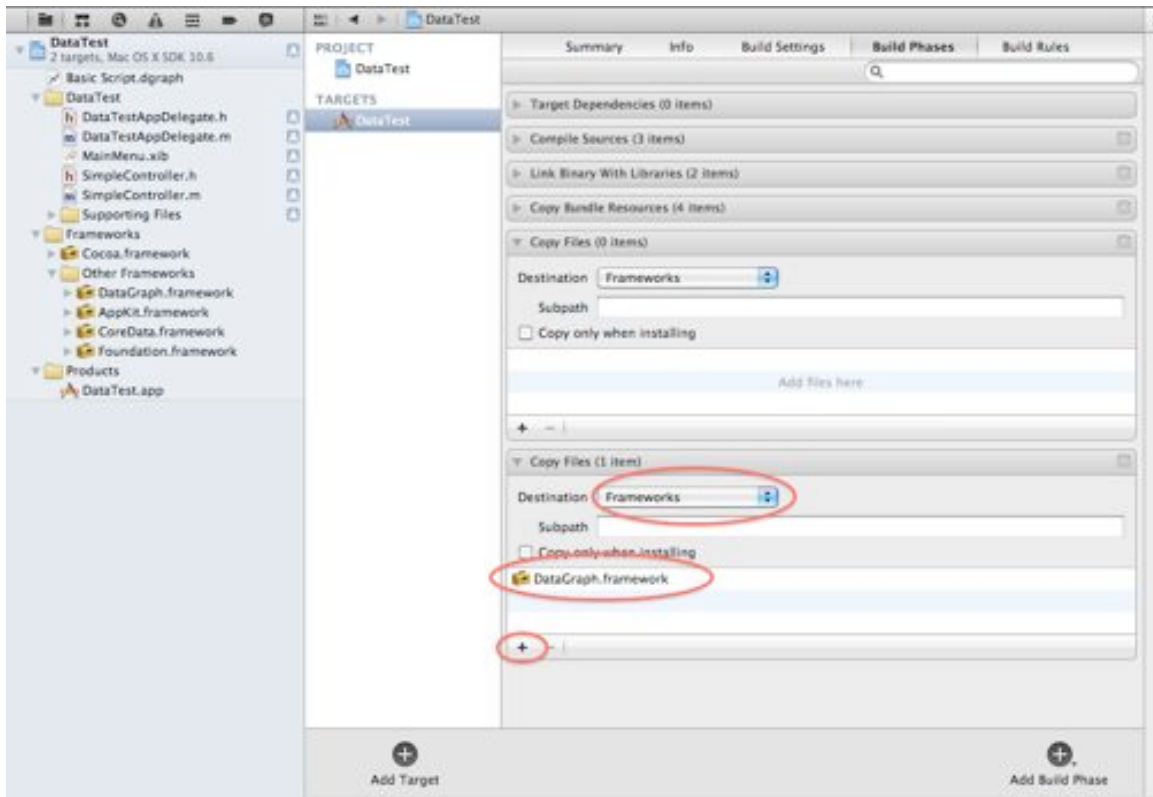 DataTest
DataTest
2 targets, Mac OS X SDK 10.6
Basic Script.dgraph
DataTest
DataTestAppDelegate.h
DataTestAppDelegate.m
MainMenu.xib
SimpleController.h
SimpleController.m
Supporting Files
Frameworks
Cocoa.framework
Other Frameworks
DataGraph.framework
AppKit.framework
CoreData.framework
Foundation.framework
Products
DataTest.app
PROJECT
DataTest
TARGETS
DataTest
Summary Info Build Settings Build Phases Build Rules
Target Dependencies (0 items)
Compile Sources (3 items)
Link Binary With Libraries (2 items)
Copy Bundle Resources (4 items)
Copy Files (0 items)
Destination Frameworks
Subpath
Copy only when installing
Add files here
+ −
Copy Files (1 item)
Destination Frameworks
Subpath
Copy only when installing
DataGraph.framework
+ −
Add Target
Add Build Phase